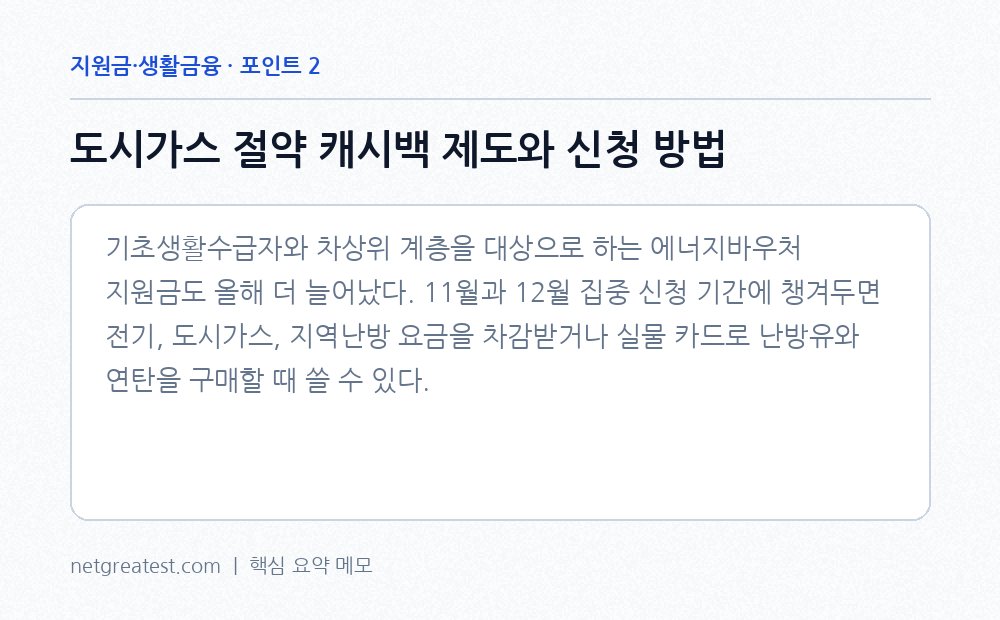 지원금·생활금융 · 포인트 2
도시가스 절약 캐시백 제도와 신청 방법
기초생활수급자와 차상위 계층을 대상으로 하는 에너지바우처
지원금도 올해 더 늘어났다. 11월과 12월 집중 신청 기간에 챙겨두면
전기, 도시가스, 지역난방 요금을 차감받거나 실물 카드로 난방유와
연탄을 구매할 때 쓸 수 있다.
netgreatest.com | 핵심 요약 메모